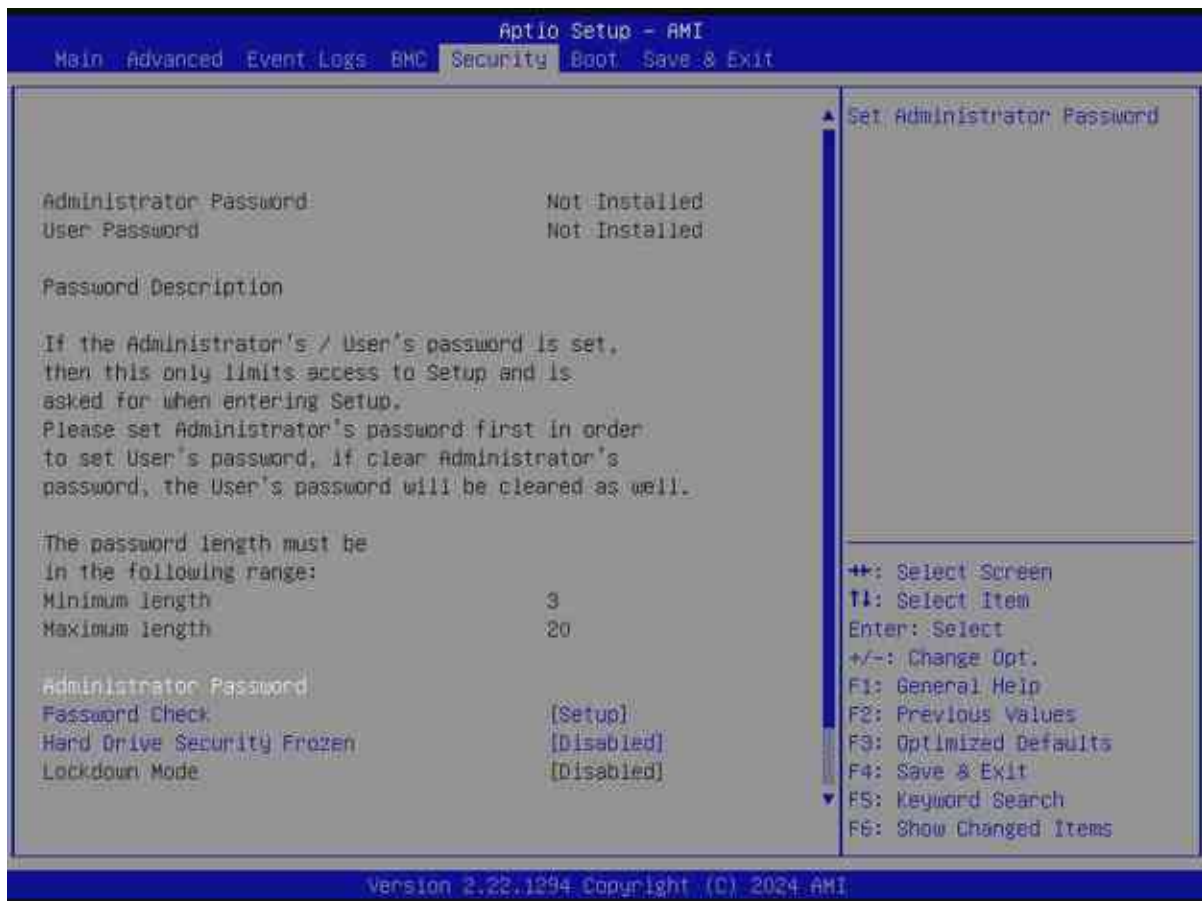 Aptio Setup - AMI
Main Advanced Event Logs BMC Security Boot Save & Exit
Set Administrator Password
Administrator Password Not Installed
User Password Not Installed
Password Description
If the Administrator's / User's password is set,
then this only limits access to Setup and is
asked for when entering Setup.
Please set Administrator's password first in order
to set User's password, if clear Administrator's
password, the User's password will be cleared as well.
The password length must be
in the following range:
Minimum length 3
Maximum length 20
Administrator Password
Password Check [Setup]
Hard Drive Security Frozen [Disabled]
Lockdown Mode [Disabled]
→←: Select Screen
↑↓: Select Item
Enter: Select
+/-: Change Opt.
F1: General Help
F2: Previous Values
F3: Optimized Defaults
F4: Save & Exit
F5: Keyword Search
F6: Show Changed Items
Version 2.22.1294 Copyright (C) 2024 AMI